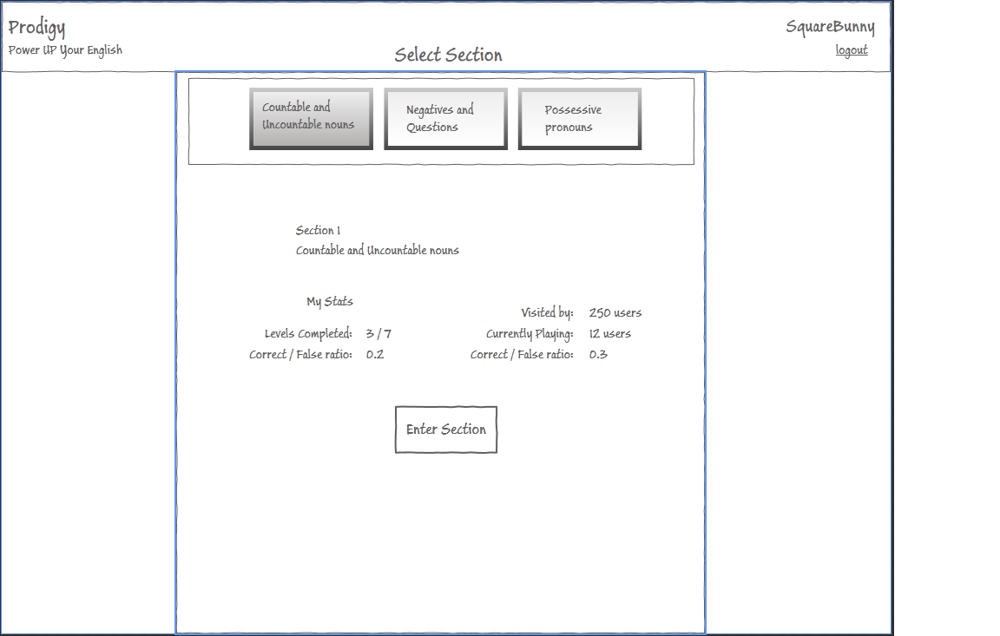 Prodigy
Power UP Your English
SquareBunny
logout
Select Section
Countable and
Uncountable nouns
Negatives and
Questions
Possessive
pronouns
Section 1
Countable and Uncountable nouns
My Stats
Levels Completed: 3 / 7
Correct / False ratio: 0.2
Visited by: 250 users
Currently Playing: 12 users
Correct / False ratio: 0.3
Enter Section